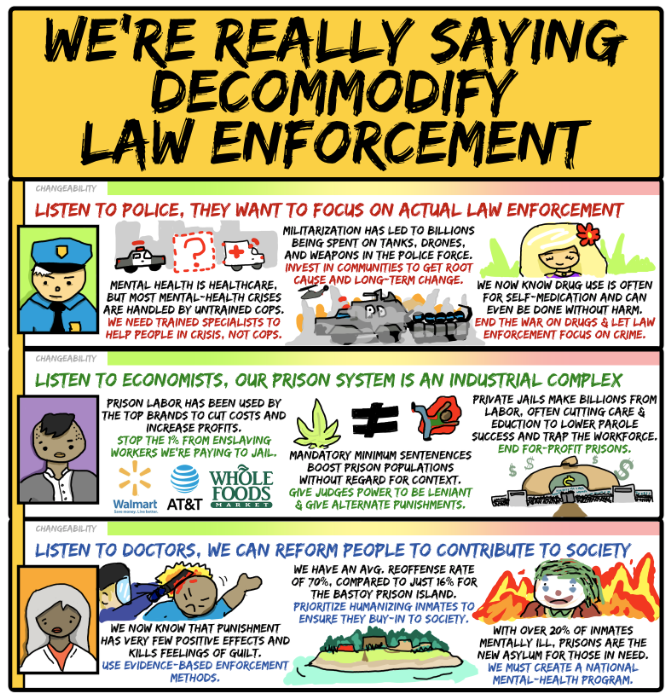 WE'RE REALLY SAYING
DECOMMODIFY
LAW ENFORCEMENT
CHANGEABILITY
LISTEN TO POLICE, THEY WANT TO FOCUS ON ACTUAL LAW ENFORCEMENT
?
MENTAL HEALTH IS HEALTHCARE,
BUT MOST MENTAL-HEALTH CRISES
ARE HANDLED BY UNTRAINED COPS.
WE NEED TRAINED SPECIALISTS TO
HELP PEOPLE IN CRISIS, NOT COPS.
MILITARIZATION HAS LED TO BILLIONS
BEING SPENT ON TANKS, DRONES,
AND WEAPONS IN THE POLICE FORCE.
INVEST IN COMMUNITIES TO GET ROOT
CAUSE AND LONG-TERM CHANGE.
PD
WE NOW KNOW DRUG USE IS OFTEN
FOR SELF-MEDICATION AND CAN
EVEN BE DONE WITHOUT HARM.
END THE WAR ON DRUGS & LET LAW
ENFORCEMENT FOCUS ON CRIME.
CHANGEABILITY
LISTEN TO ECONOMISTS, OUR PRISON SYSTEM IS AN INDUSTRIAL COMPLEX
PRISON LABOR HAS BEEN USED BY
THE TOP BRANDS TO CUT COSTS AND
INCREASE PROFITS.
STOP THE 1% FROM ENSLAVING
WORKERS WE'RE PAYING TO JAIL.
Walmart
Save money. Live better.
AT&T
WHOLE
FOODS
MARKET
≠
MANDATORY MINIMUM SENTENENCES
BOOST PRISON POPULATIONS
WITHOUT REGARD FOR CONTEXT.
GIVE JUDGES POWER TO BE LENIANT
& GIVE ALTERNATE PUNISHMENTS.
PRIVATE JAILS MAKE BILLIONS FROM
LABOR, OFTEN CUTTING CARE &
EDUCTION TO LOWER PAROLE
SUCCESS AND TRAP THE WORKFORCE.
END FOR-PROFIT PRISONS.
$ $ $ $
CHANGEABILITY
LISTEN TO DOCTORS, WE CAN REFORM PEOPLE TO CONTRIBUTE TO SOCIETY
WE NOW KNOW THAT PUNISHMENT
HAS VERY FEW POSITIVE EFFECTS AND
KILLS FEELINGS OF GUILT.
USE EVIDENCE-BASED ENFORCEMENT
METHODS.
WE HAVE AN AVG. REOFFENSE RATE
OF 70%, COMPARED TO JUST 16% FOR
THE BASTOY PRISON ISLAND.
PRIORITIZE HUMANIZING INMATES TO
ENSURE THEY BUY-IN TO SOCIETY.
WITH OVER 20% OF INMATES
MENTALLY ILL, PRISONS ARE THE
NEW ASYLUM FOR THOSE IN NEED.
WE MUST CREATE A NATIONAL
MENTAL-HEALTH PROGRAM.